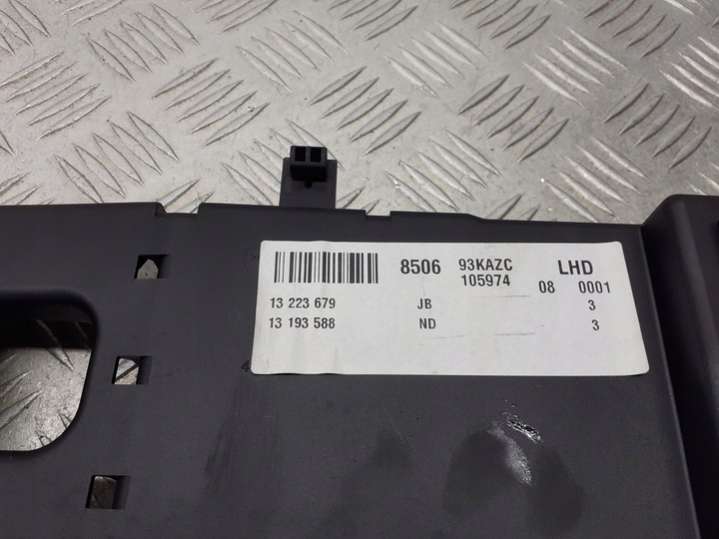 8506 93KAZC LHD
105974 08 0001
13 223 679 JB 3
13 193 588 ND 3